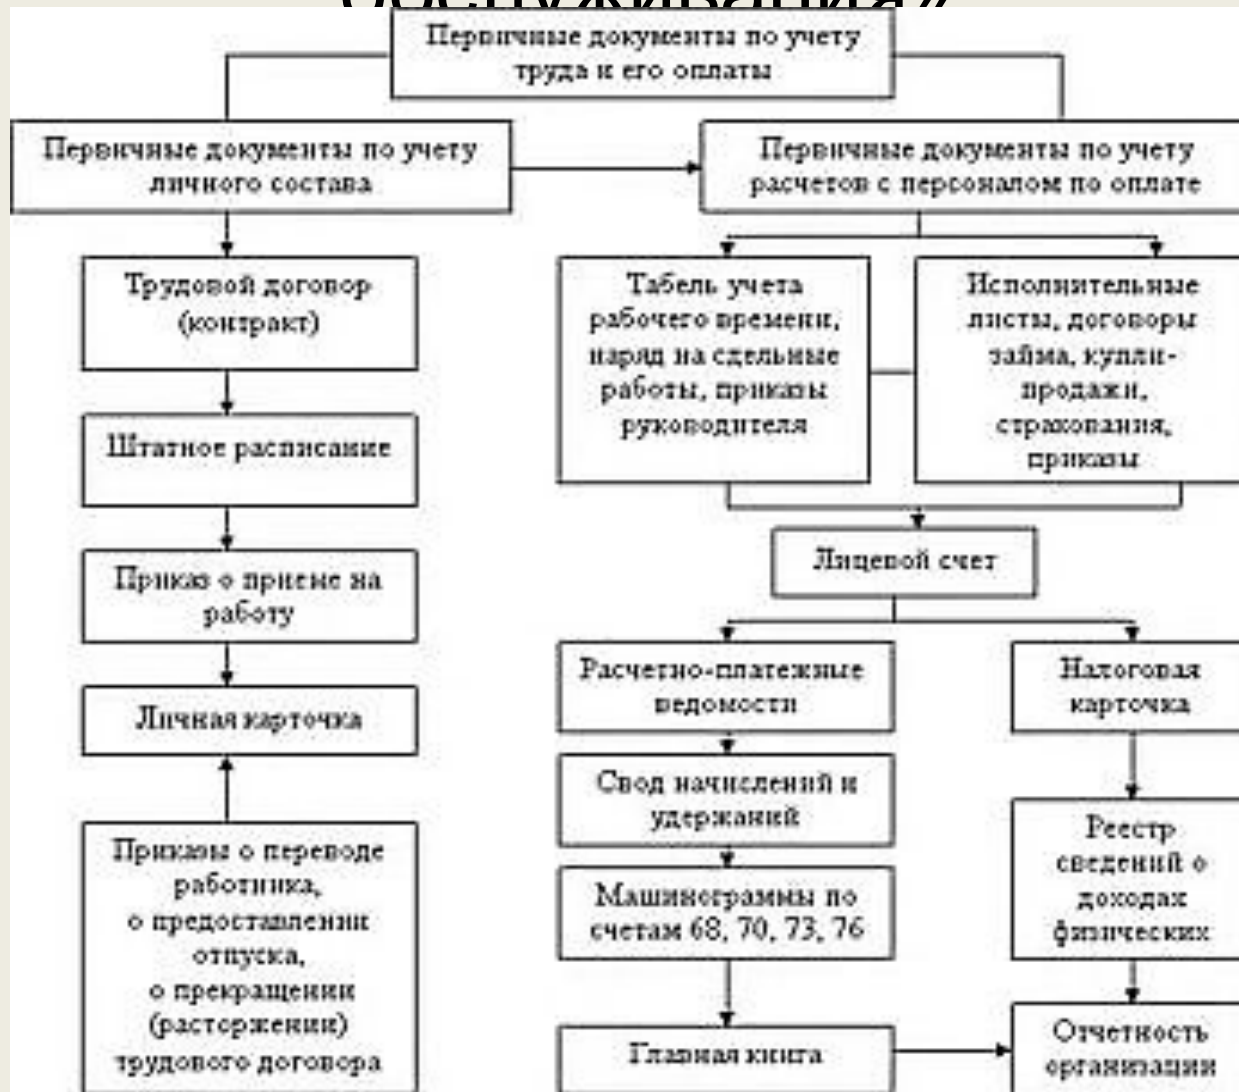 обслуживания»
Первичные документы по учету
труда и его оплаты
Первичные документы по учету
личного состава
Первичные документы по учету
расчетов с персоналом по оплате
Трудовой договор
(контракт)
Штатное расписание
Приказ о приеме на
работу
Личная карточка
Приказы о переводе
работника,
о предоставлении
отпуска,
о прекращении
(расторжении)
трудового договора
Табель учета
рабочего времени,
наряд на сдельные
работы, приказы
руководителя
Исполнительные
листы, договоры
займа, купли-
продажи,
страхования,
приказы
Лицевой счет
Расчетно-платежные
ведомости
Свод начислений и
удержаний
Машинограммы по
счетам 68, 70, 73, 76
Главная книга
Налоговая
карточка
Реестр
сведений о
доходах
физических
Отчетность
организации